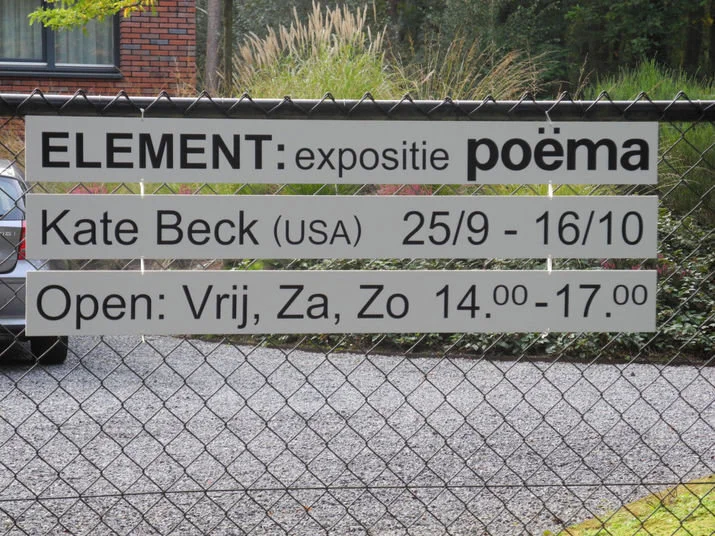 ELEMENT: expositie poëma
Kate Beck (USA) 25/9 - 16/10
Open: Vrij, Za, Zo 14.00-17.00